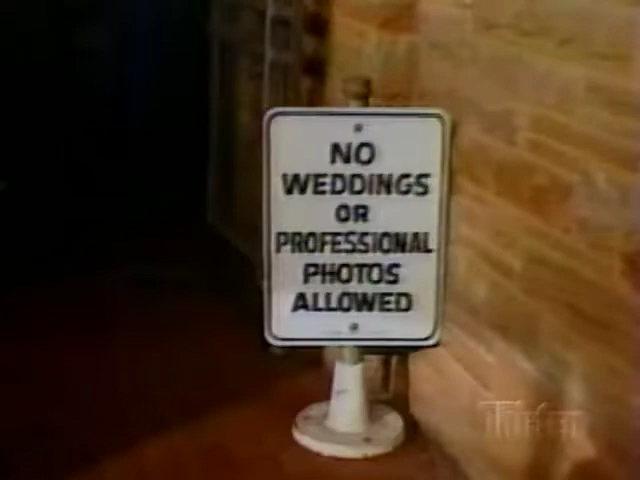 NO
WEDDINGS
OR
PROFESSIONAL
PHOTOS
ALLOWED